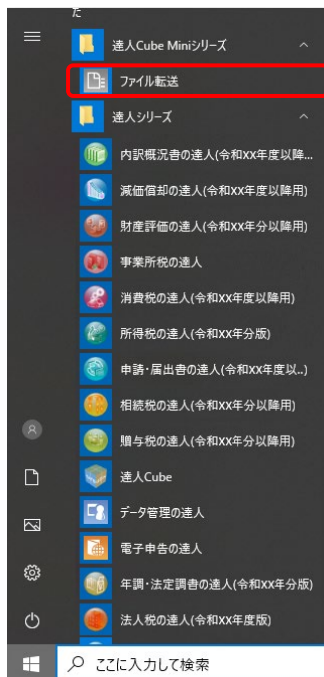 た
達人Cube Miniシリーズ
ファイル転送
達人シリーズ
内訳概況書の達人(令和XX年度以降...
減価償却の達人(令和XX年度以降用)
財産評価の達人(令和XX年分以降用)
事業所税の達人
消費税の達人(令和XX年度以降用)
所得税の達人(令和XX年分版)
申請・届出書の達人(令和XX年度以..)
相続税の達人(令和XX年分以降用)
贈与税の達人(令和XX年分以降用)
達人Cube
データ管理の達人
電子申告の達人
年調・法定調書の達人(令和XX年分版)
法人税の達人(令和XX年度版)
ここに入力して検索